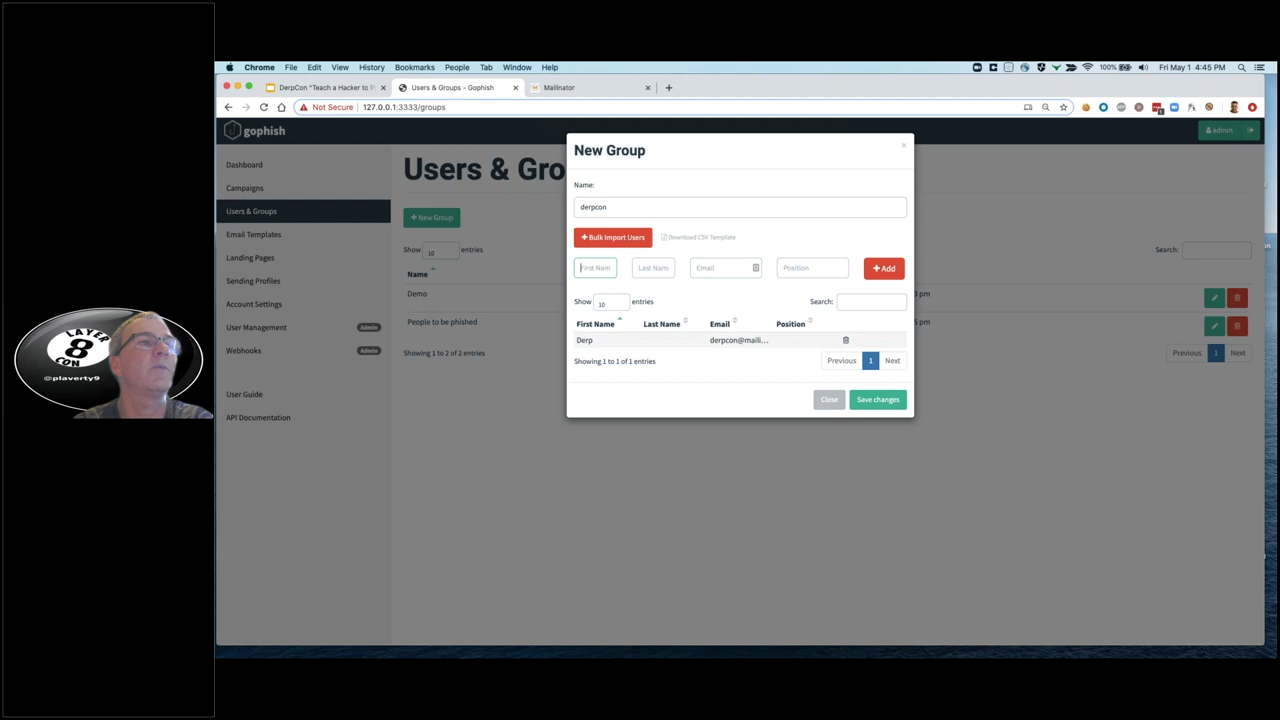 Chrome File Edit View History Bookmarks People Tab Window Help 100% Fri May 1 4:45 PM
DerpCon "Teach a Hacker to P
Users & Groups - Gophish
Mailinator
Not Secure 127.0.0.1:3333/groups
gophish
admin
Dashboard
Campaigns
Users & Groups
Email Templates
Landing Pages
Sending Profiles
Account Settings
User Management Admin
Webhooks Admin
User Guide
API Documentation
Users & Gro
+ New Group
Show 10 entries
Search:
Name
Demo
3 pm
People to be phished
5 pm
Showing 1 to 2 of 2 entries
Previous 1 Next
New Group
×
Name:
derpcon
+ Bulk Import Users
Download CSV Template
First Nam
Last Nam
Email
Position
+ Add
Show 10 entries
Search:
First Name Last Name Email Position
Derp derpcon@maili...
Showing 1 to 1 of 1 entries
Previous 1 Next
Close
Save changes
LAYER
8
CON
@plaverty9